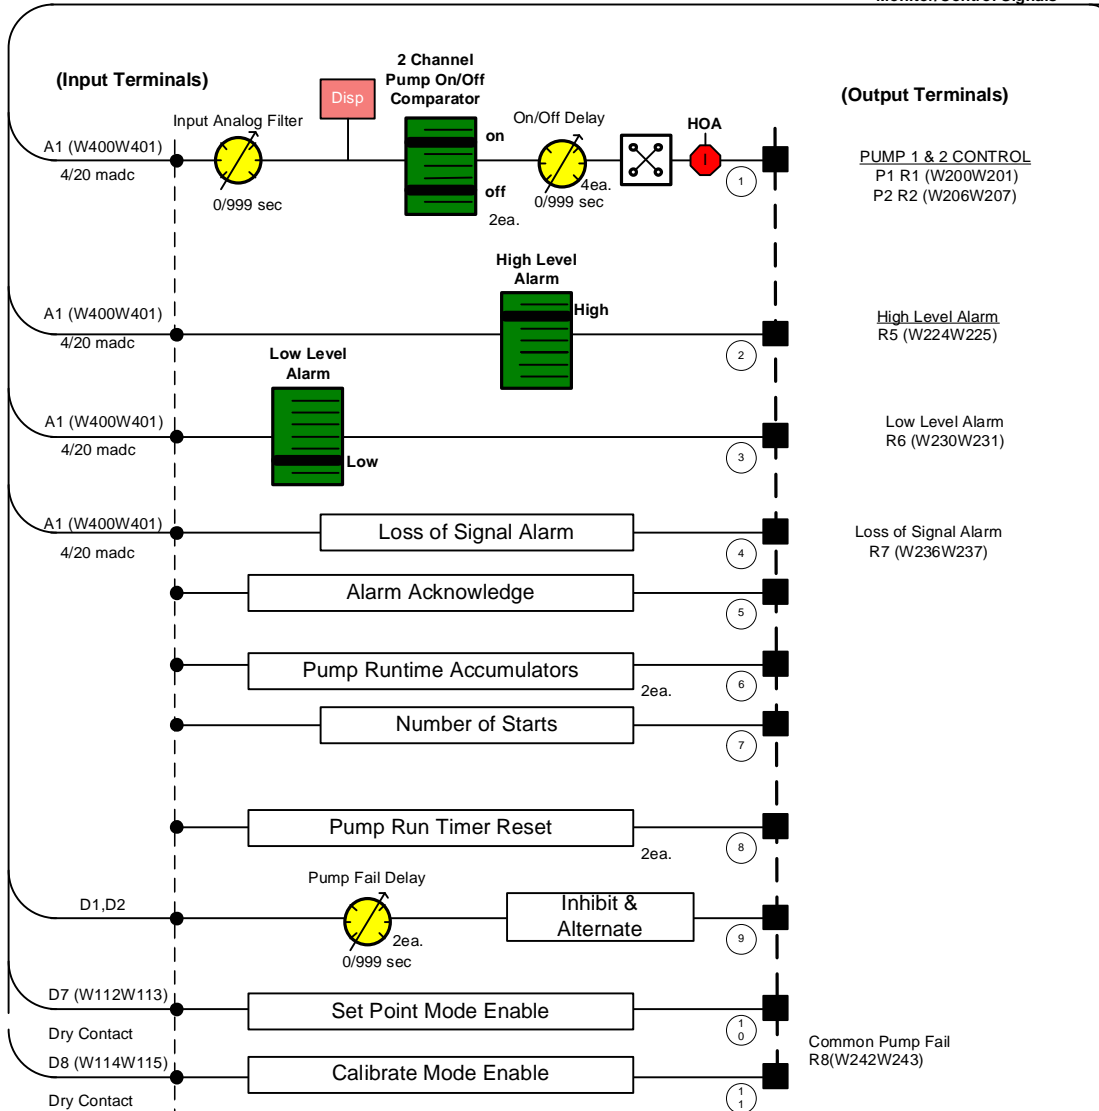 Monitor/Control Signals
(Input Terminals)
2 Channel
Pump On/Off
Comparator
(Output Terminals)
Disp
Input Analog Filter
On/Off Delay
HOA
on
off
A1 (W400W401)
4/20 madc
0/999 sec
2ea.
4ea.
0/999 sec
I
1
PUMP 1 & 2 CONTROL
P1 R1 (W200W201)
P2 R2 (W206W207)
High Level
Alarm
High
A1 (W400W401)
4/20 madc
2
High Level Alarm
R5 (W224W225)
Low Level
Alarm
Low
A1 (W400W401)
4/20 madc
3
Low Level Alarm
R6 (W230W231)
A1 (W400W401)
4/20 madc
Loss of Signal Alarm
4
Loss of Signal Alarm
R7 (W236W237)
Alarm Acknowledge
5
Pump Runtime Accumulators
2ea.
6
Number of Starts
7
Pump Run Timer Reset
2ea.
8
D1,D2
Pump Fail Delay
2ea.
0/999 sec
Inhibit &
Alternate
9
D7 (W112W113)
Dry Contact
Set Point Mode Enable
1
0
Common Pump Fail
R8(W242W243)
D8 (W114W115)
Dry Contact
Calibrate Mode Enable
1
1